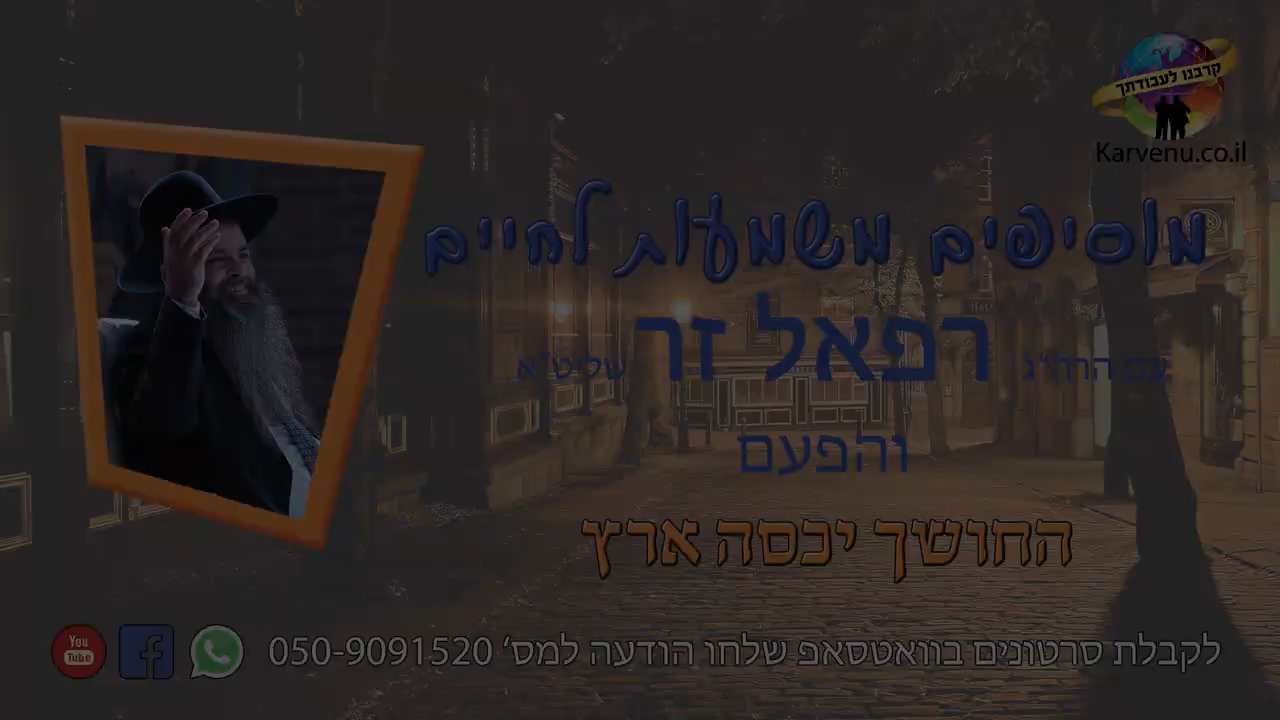 קרבנו לעבודתך
Karvenu.co.il
מוסיפים משמעות לחיים
עם הרה"ג רפאל זר שליט"א
והפעם
החושך יכסה ארץ
You
Tube
לקבלת סרטונים בוואטסאפ שלחו הודעה למס' 050-9091520